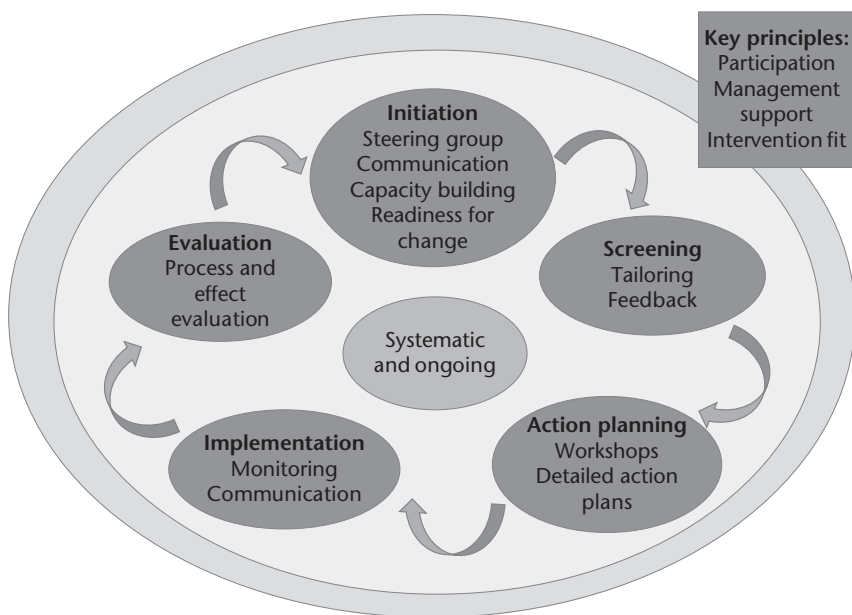 Key principles:
Participation
Management
support
Intervention fit
Initiation
Steering group
Communication
Capacity building
Readiness for
change
Screening
Tailoring
Feedback
Action planning
Workshops
Detailed action
plans
Implementation
Monitoring
Communication
Evaluation
Process and
effect
evaluation
Systematic
and ongoing